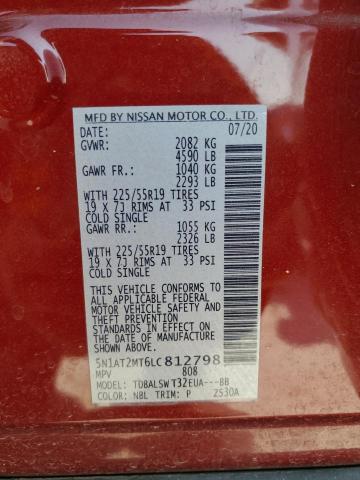 MFD BY NISSAN MOTOR CO., LTD.
DATE: 07/20
GVWR: 2082 KG
4590 LB
GAWR FR.: 1040 KG
2293 LB
WITH 225/55R19 TIRES
19 X 7J RIMS AT 33 PSI
COLD SINGLE
GAWR RR.: 1055 KG
2326 LB
WITH 225/55R19 TIRES
19 X 7J RIMS AT 33 PSI
COLD SINGLE
THIS VEHICLE CONFORMS TO ALL
APPLICABLE FEDERAL
MOTOR VEHICLE SAFETY AND
THEFT PREVENTION
STANDARDS IN EFFECT ON THE
DATE OF MANUFACTURE
SHOWN ABOVE.
5N1AT2MT6LC812798
MPV 808
MODEL: TDBALSWT32EUA---BB
COLOR: NBL TRIM: P ZS30A